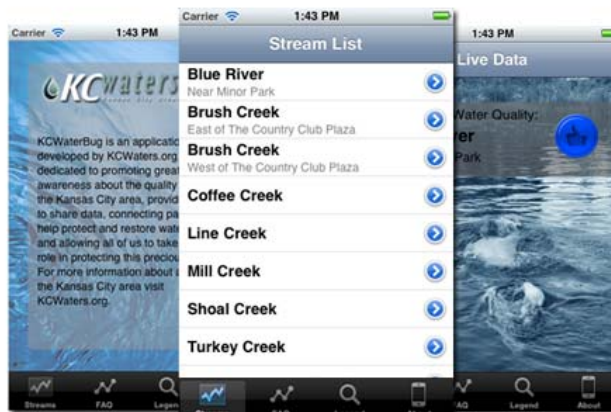 Carrier 1:43 PM
KCwaters
KCWaterBug is an applicatio
developed by KCWaters.org
dedicated to promoting great
awareness about the quality
the Kansas City area, provid
to share data, connecting pa
help protect and restore wate
and allowing all of us to take
role in protecting this preciou
For more information about
the Kansas City area visit
KCWaters.org.
Streams FAQ Legen
Carrier 1:43 PM
Stream List
Blue River
Near Minor Park
Brush Creek
East of The Country Club Plaza
Brush Creek
West of The Country Club Plaza
Coffee Creek
Line Creek
Mill Creek
Shoal Creek
Turkey Creek
1:43 PM
Live Data
Water Quality:
ver
Park
AQ Legend About